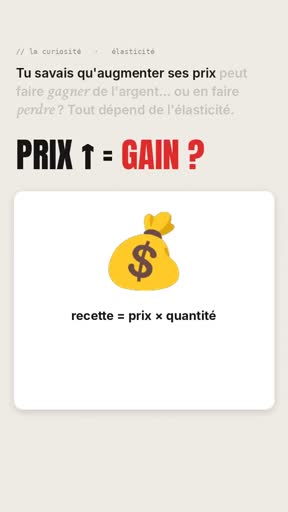 // la curiosité · élasticité
Tu savais qu'augmenter ses prix peut
faire gagner de l'argent... ou en faire
perdre ? Tout dépend de l'élasticité.
PRIX ↑ = GAIN ?
$
recette = prix × quantité